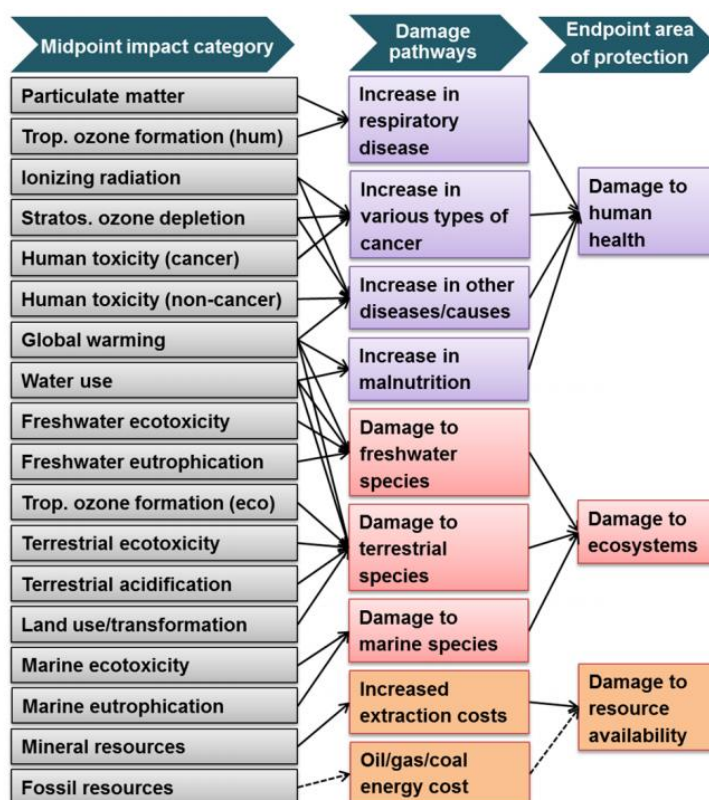 Midpoint impact category
Damage
pathways
Endpoint area
of protection
Particulate matter
Trop. ozone formation (hum)
Ionizing radiation
Stratos. ozone depletion
Human toxicity (cancer)
Human toxicity (non-cancer)
Global warming
Water use
Freshwater ecotoxicity
Freshwater eutrophication
Trop. ozone formation (eco)
Terrestrial ecotoxicity
Terrestrial acidification
Land use/transformation
Marine ecotoxicity
Marine eutrophication
Mineral resources
Fossil resources
Increase in
respiratory
disease
Increase in
various types of
cancer
Increase in other
diseases/causes
Increase in
malnutrition
Damage to
freshwater
species
Damage to
terrestrial
species
Damage to
marine species
Increased
extraction costs
Oil/gas/coal
energy cost
Damage to
human
health
Damage to
ecosystems
Damage to
resource
availability